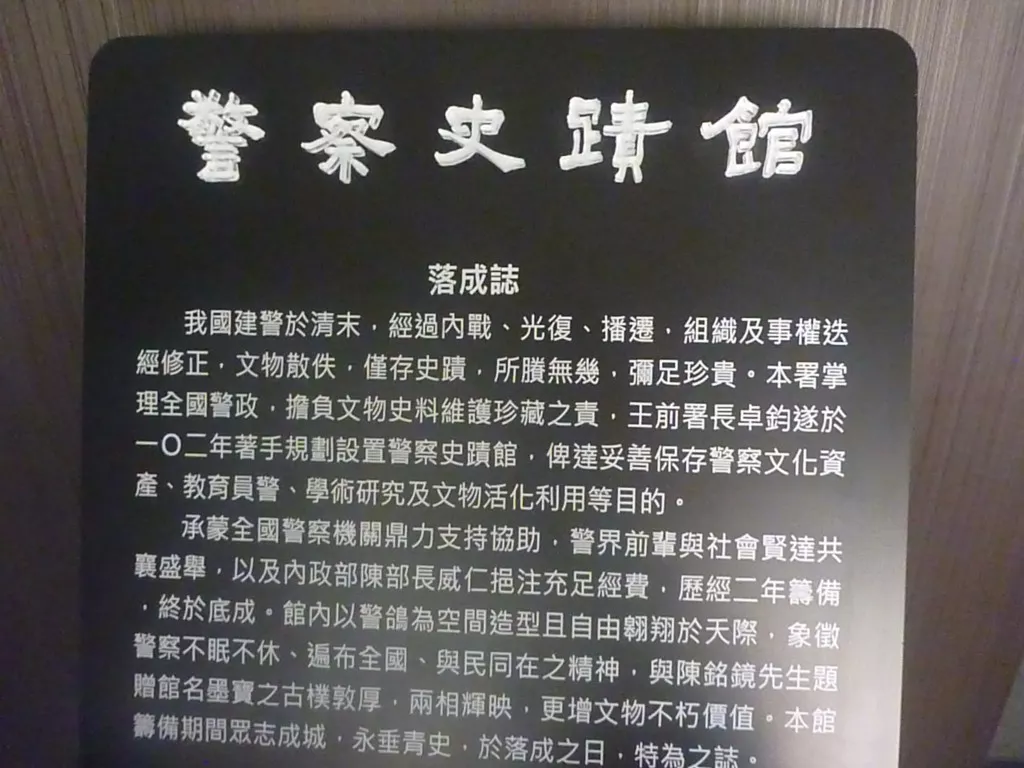 警察史蹟館
落成誌
我國建警於清末，經過內戰、光復、播遷，組織及事權迭
經修正，文物散佚，僅存史蹟，所賸無幾，彌足珍貴。本署掌
理全國警政，擔負文物史料維護珍藏之責，王前署長卓鈞遂於
一〇二年著手規劃設置警察史蹟館，俾達妥善保存警察文化資
產、教育員警、學術研究及文物活化利用等目的。
承蒙全國警察機關鼎力支持協助，警界前輩與社會賢達共
襄盛舉，以及內政部陳部長威仁挹注充足經費，歷經二年籌備
，終於底成。館內以警鴿為空間造型且自由翱翔於天際，象徵
警察不眠不休、遍布全國、與民同在之精神，與陳銘鏡先生題
贈館名墨寶之古樸敦厚，兩相輝映，更增文物不朽價值。本館
籌備期間眾志成城，永垂青史，於落成之日，特為之誌。